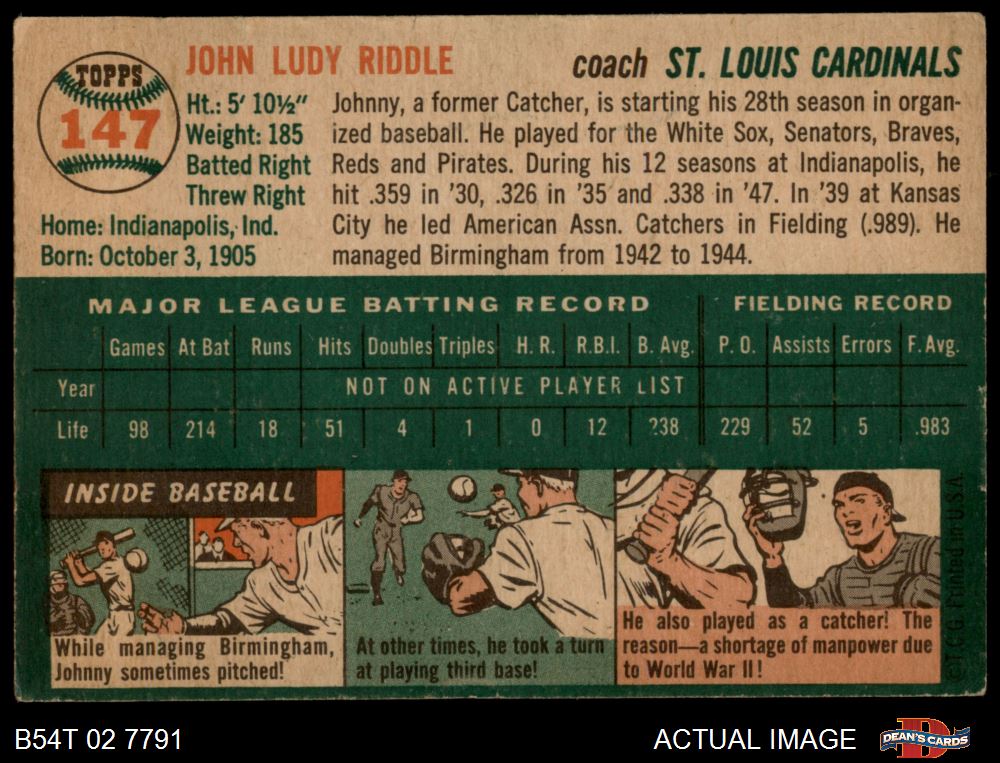 TOPPS
147
JOHN LUDY RIDDLE
coach ST. LOUIS CARDINALS
Ht.: 5' 10½"
Weight: 185
Batted Right
Threw Right
Home: Indianapolis, Ind.
Born: October 3, 1905
Johnny, a former Catcher, is starting his 28th season in organ-
ized baseball. He played for the White Sox, Senators, Braves,
Reds and Pirates. During his 12 seasons at Indianapolis, he
hit .359 in '30, .326 in '35 and .338 in '47. In '39 at Kansas
City he led American Assn. Catchers in Fielding (.989). He
managed Birmingham from 1942 to 1944.
MAJOR LEAGUE BATTING RECORD FIELDING RECORD
Games At Bat Runs Hits Doubles Triples H. R. R.B.I. B. Avg. P. O. Assists Errors F. Avg.
Year NOT ON ACTIVE PLAYER LIST
Life 98 214 18 51 4 1 0 12 .238 229 52 5 .983
INSIDE BASEBALL
While managing Birmingham,
Johnny sometimes pitched!
At other times, he took a turn
at playing third base!
He also played as a catcher! The
reason—a shortage of manpower due
to World War II!
© T.C.G. Printed in U.S.A.
B54T 02 7791
ACTUAL IMAGE
D
DEAN'S CARDS